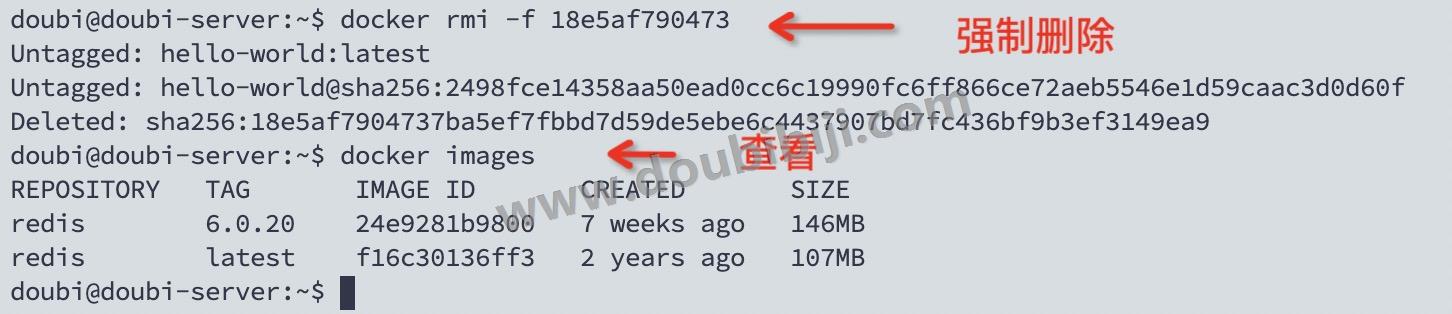 doubi@doubi-server:~$ docker rmi -f 18e5af790473
强制删除
Untagged: hello-world:latest
Untagged: hello-world@sha256:2498fce14358aa50ead0cc6c19990fc6ff866ce72aeb5546e1d59caac3d0d60f
Deleted: sha256:18e5af7904737ba5ef7fbbd7d59de5ebe6c4437907bd7fc436bf9b3ef3149ea9
doubi@doubi-server:~$ docker images
查看
REPOSITORY TAG IMAGE ID CREATED SIZE
redis 6.0.20 24e9281b9800 7 weeks ago 146MB
redis latest f16c30136ff3 2 years ago 107MB
doubi@doubi-server:~$
www.doubibiji.com